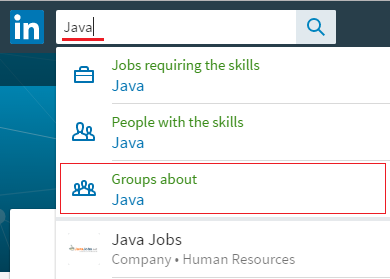 in
Java
Jobs requiring the skills
Java
People with the skills
Java
Groups about
Java
Java Jobs
Company • Human Resources